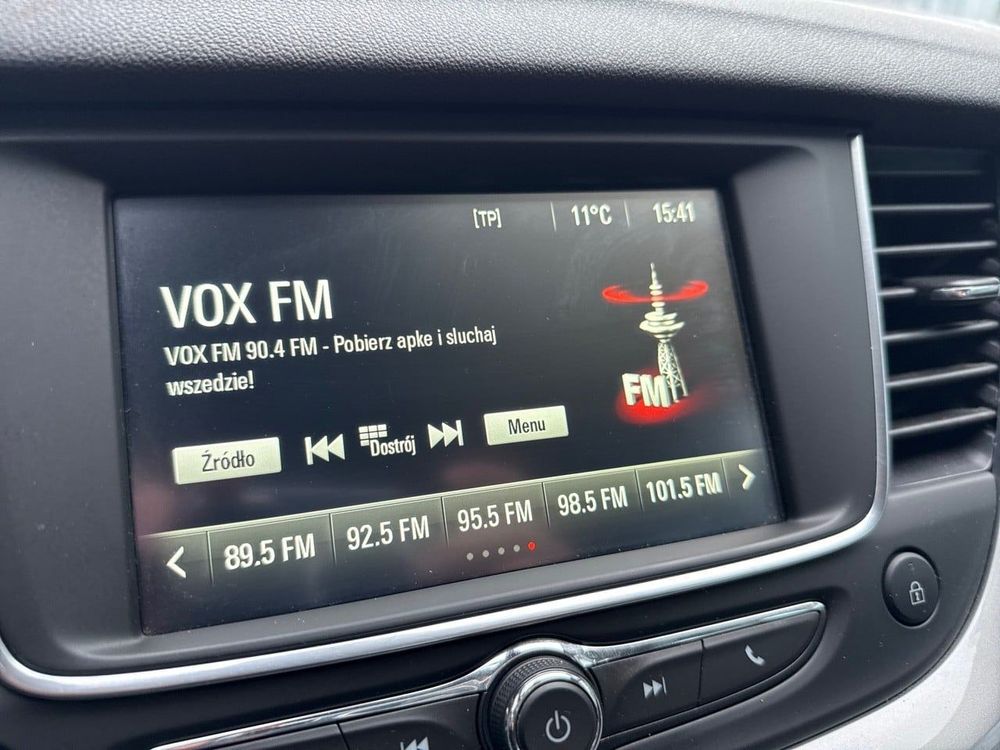 [TP] 11°C 15:41
VOX FM
VOX FM 90.4 FM - Pobierz apke i sluchaj
wszedzie!
FM
Źródło Dostrój Menu
89.5 FM 92.5 FM 95.5 FM 98.5 FM 101.5 FM